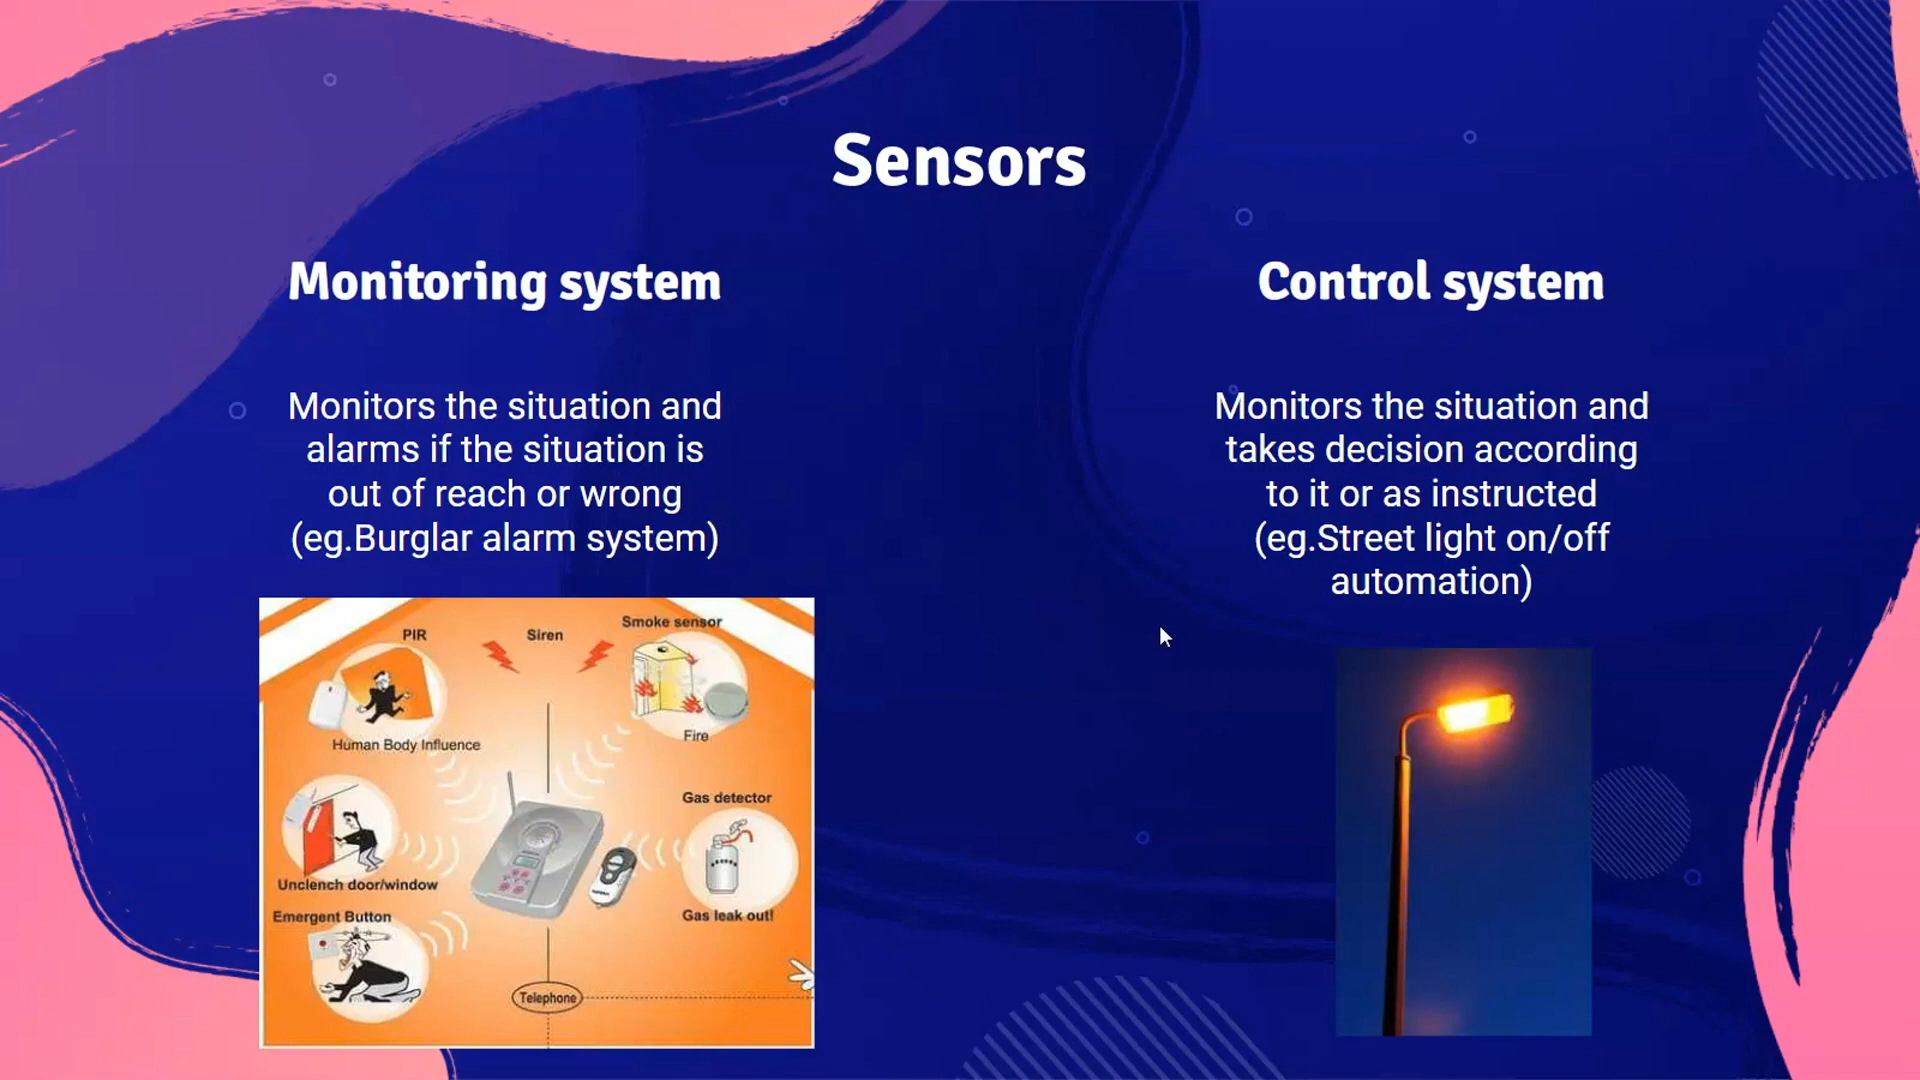 Sensors
Monitoring system
Monitors the situation and
alarms if the situation is
out of reach or wrong
(eg.Burglar alarm system)
Control system
Monitors the situation and
takes decision according
to it or as instructed
(eg.Street light on/off
automation)
PIR
Siren
Smoke sensor
Human Body Influence
Fire
Gas detector
Unclench door/window
Gas leak out!
Emergent Button
Telephone